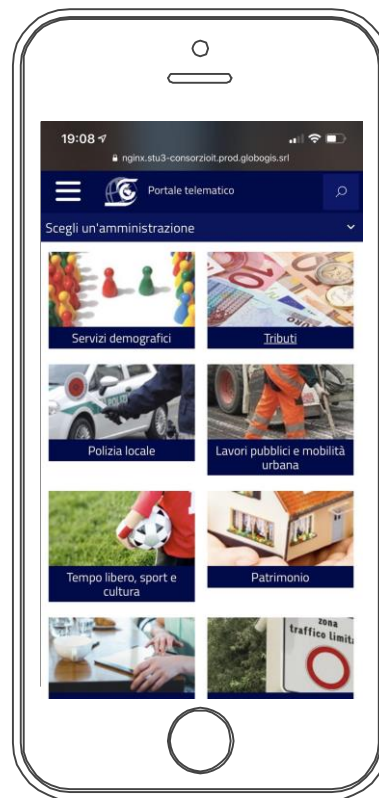 19:08
nginx.stu3-consorzioit.prod.globogis.srl
Portale telematico
Scegli un'amministrazione
Servizi demografici
Tributi
POLIZIA
Polizia locale
Lavori pubblici e mobilità
urbana
Tempo libero, sport e
cultura
Patrimonio
zona
traffico limita